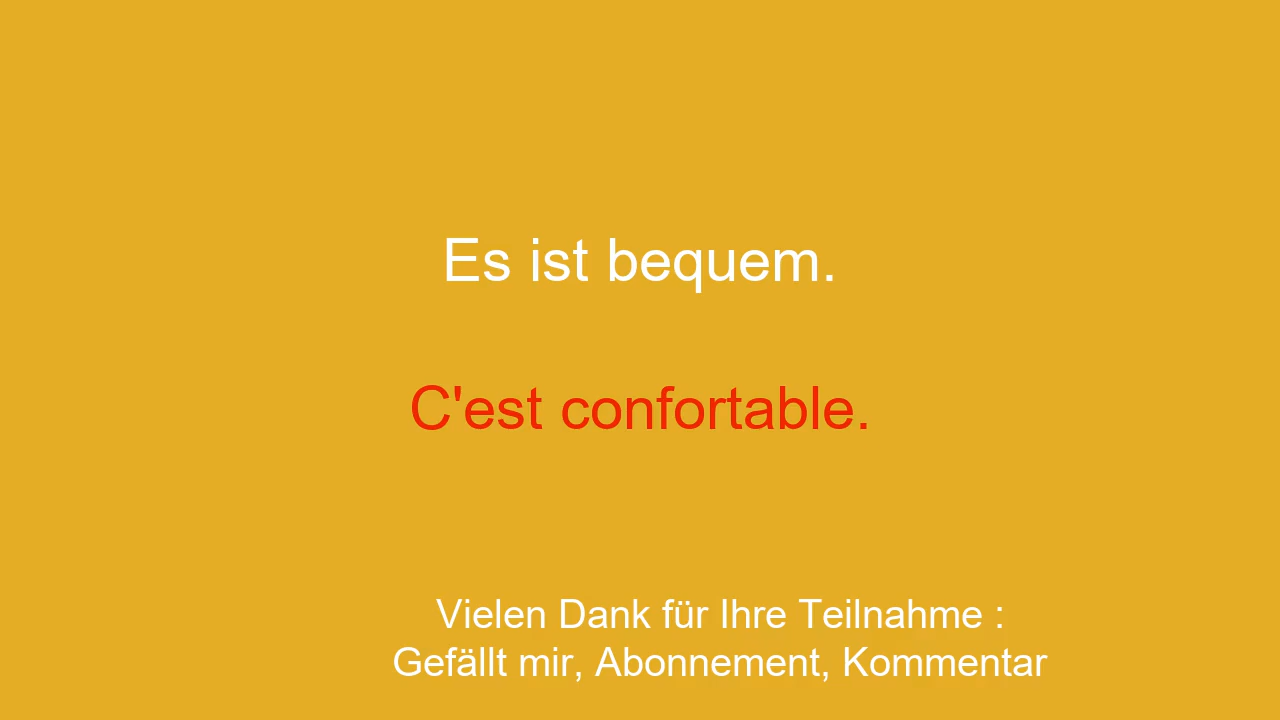 Es ist bequem.
C'est confortable.
Vielen Dank für Ihre Teilnahme :
Gefällt mir, Abonnement, Kommentar